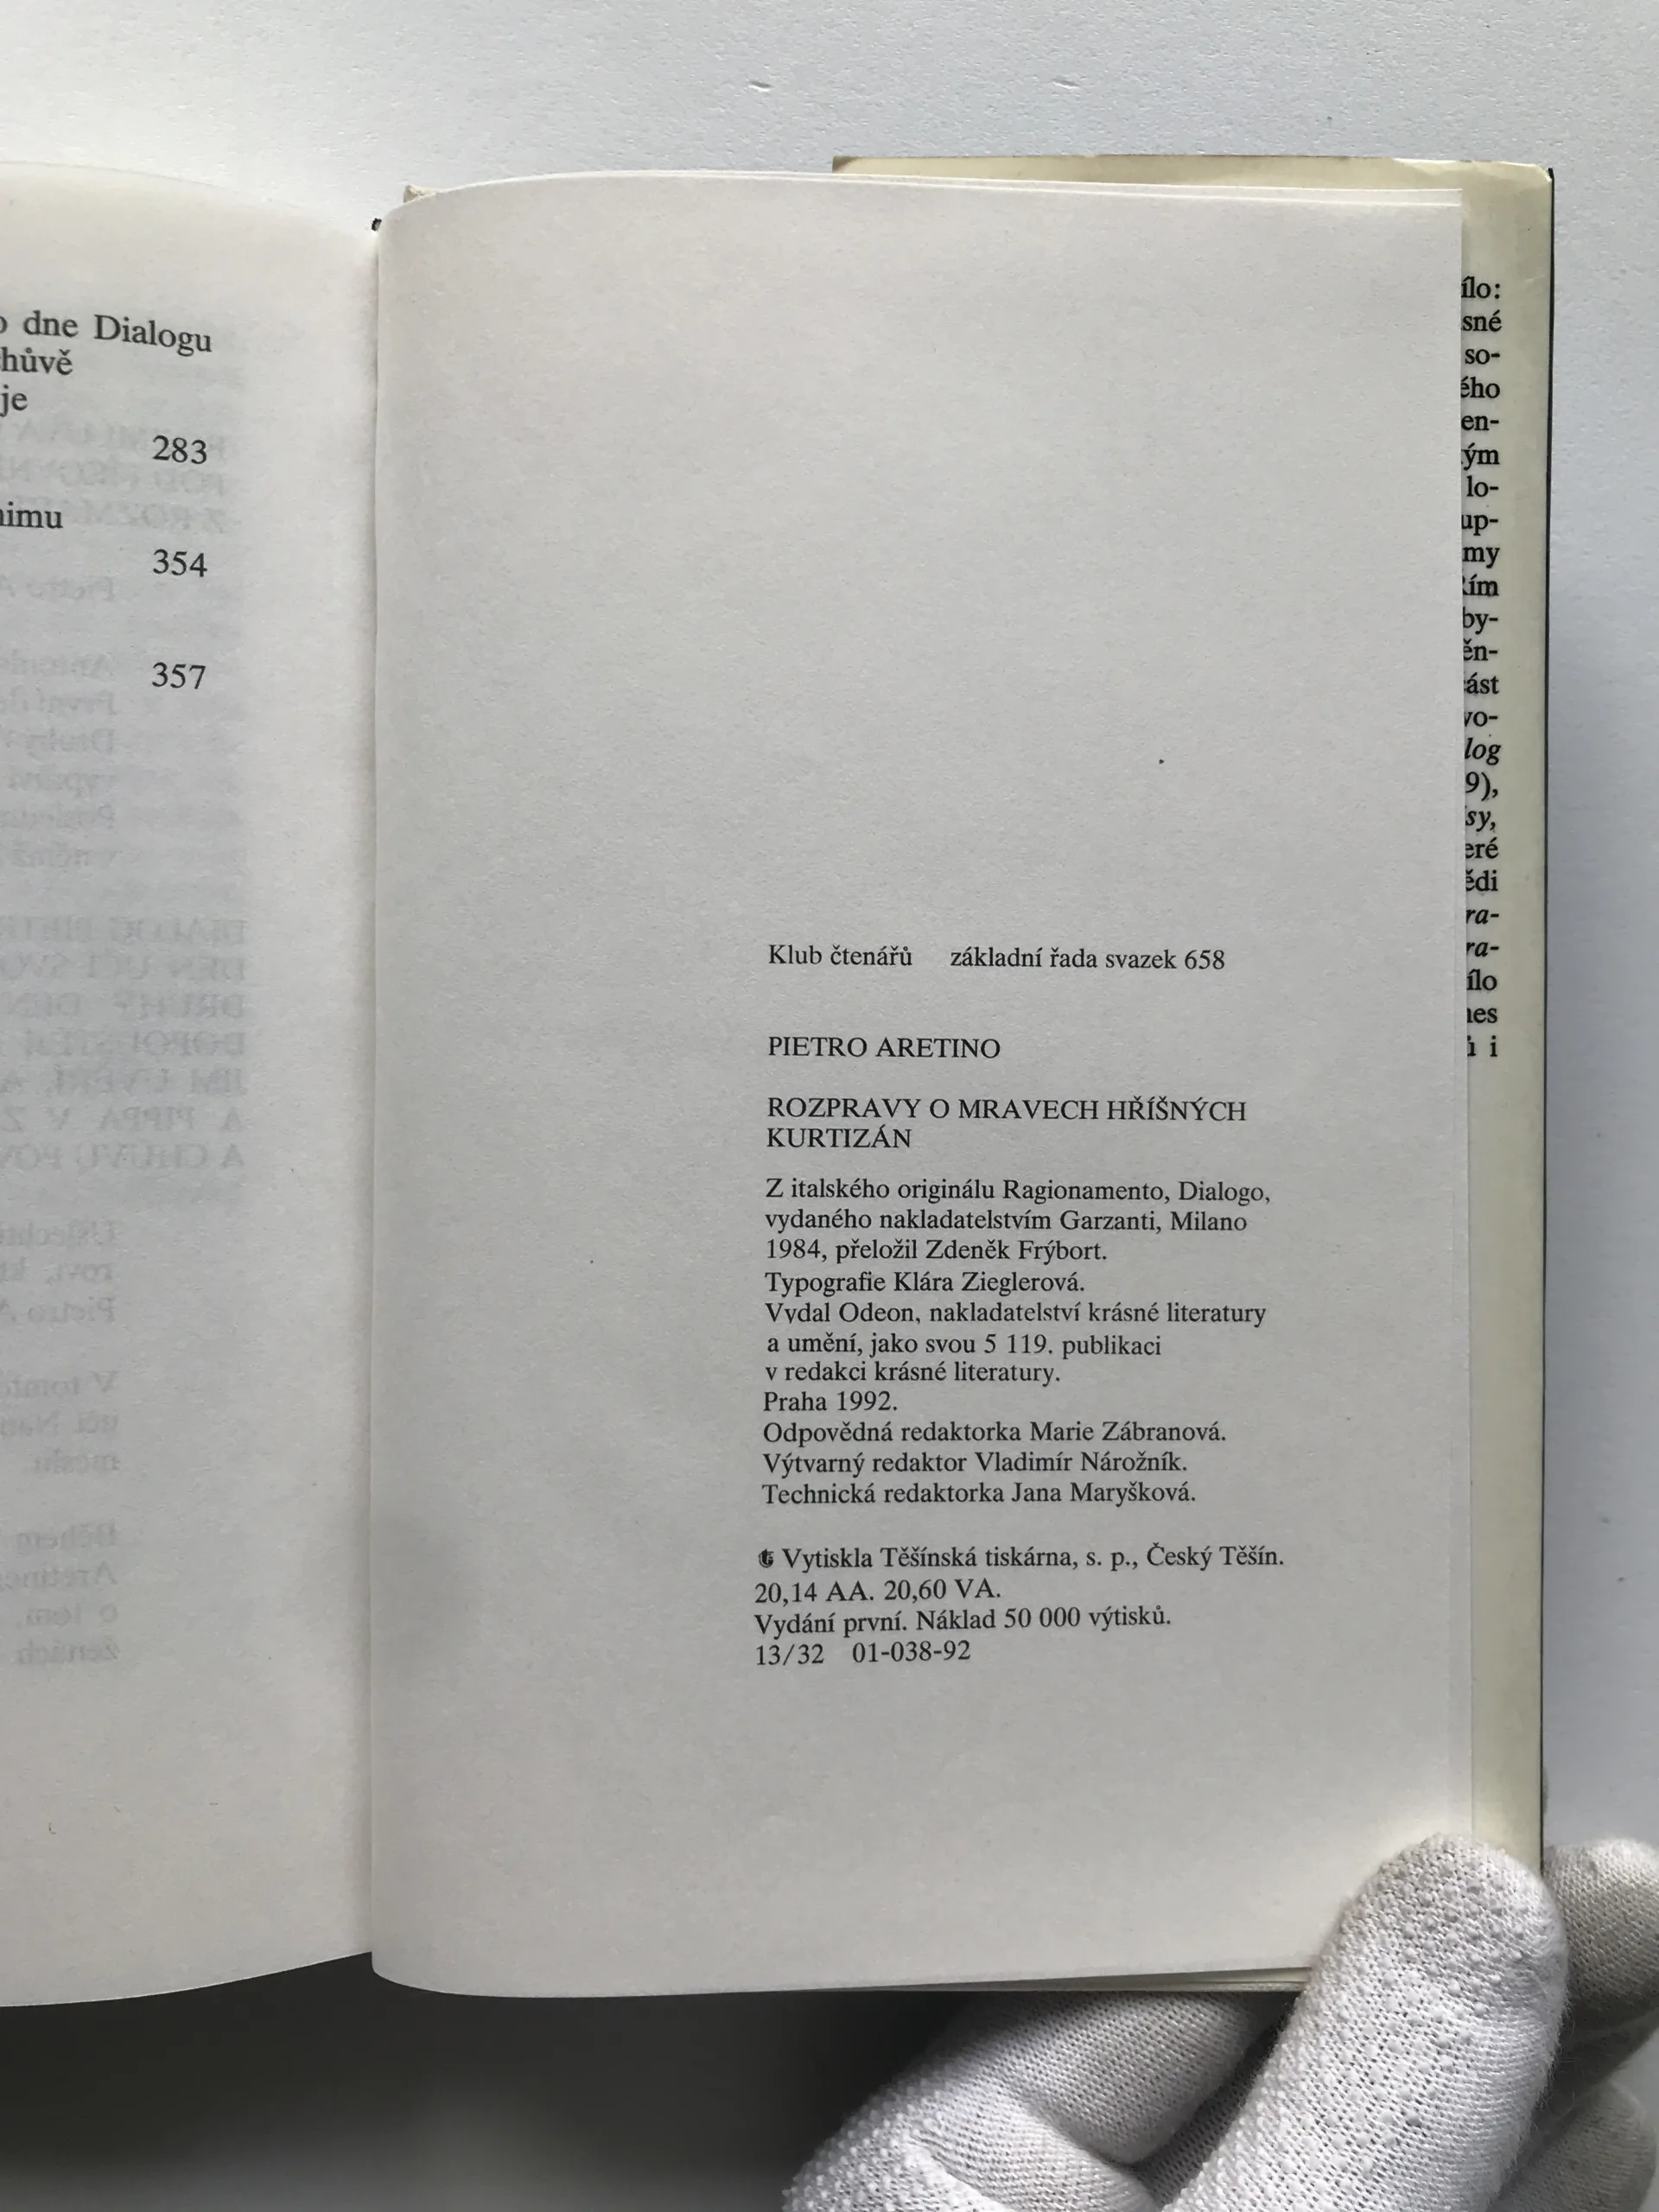 dne Dialogu
je
283
354
357
Klub čtenářů základní řada svazek 658
PIETRO ARETINO
ROZPRAVY O MRAVECH HŘÍŠNÝCH
KURTIZÁN
Z italského originálu Ragionamento, Dialogo,
vydaného nakladatelstvím Garzanti, Milano
1984, přeložil Zdeněk Frýbort.
Typografie Klára Zieglerová.
Vydal Odeon, nakladatelství krásné literatury
a umění, jako svou 5 119. publikaci
v redakci krásné literatury.
Praha 1992.
Odpovědná redaktorka Marie Zábranová.
Výtvarný redaktor Vladimír Nárožník.
Technická redaktorka Jana Maryšková.
Vytiskla Těšínská tiskárna, s. p., Český Těšín.
20,14 AA. 20,60 VA.
Vydání první. Náklad 50 000 výtisků.
13/32 01-038-92